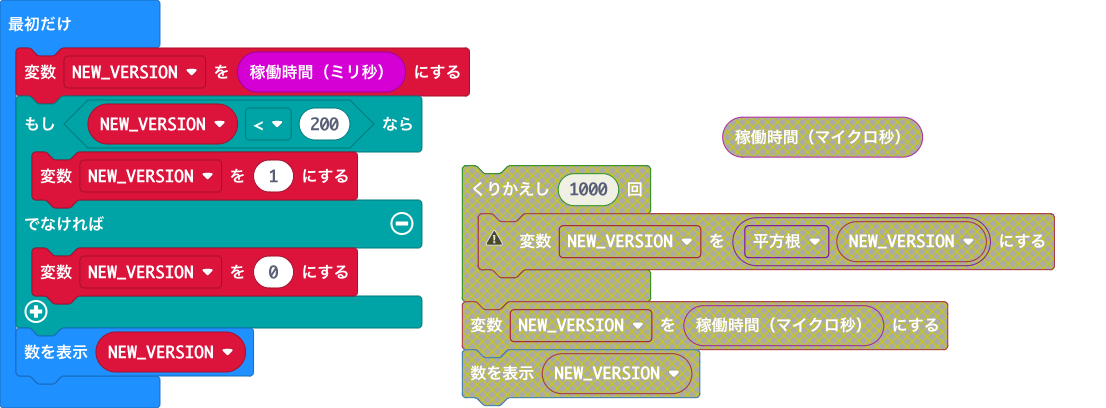 最初だけ
変数 NEW_VERSION を 稼働時間（ミリ秒） にする
もし NEW_VERSION < 200 なら
変数 NEW_VERSION を 1 にする
でなければ
変数 NEW_VERSION を 0 にする
数を表示 NEW_VERSION
稼働時間（マイクロ秒）
くりかえし 1000 回
変数 NEW_VERSION を 平方根 NEW_VERSION にする
変数 NEW_VERSION を 稼働時間（マイクロ秒） にする
数を表示 NEW_VERSION